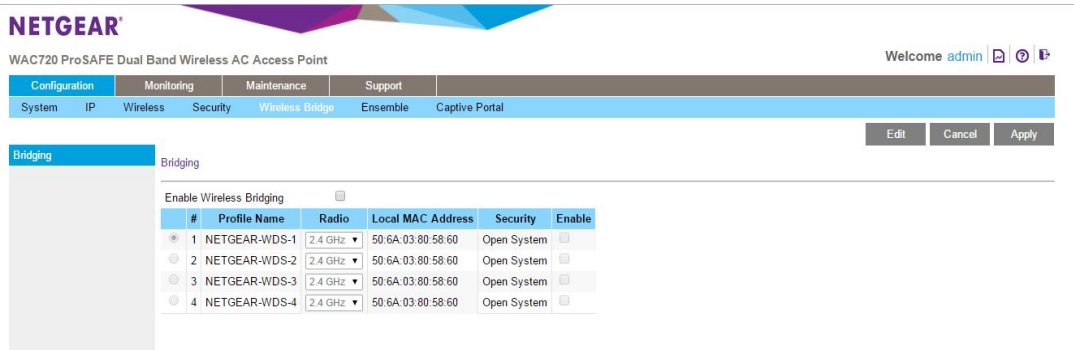 NETGEAR®
WAC720 ProSAFE Dual Band Wireless AC Access Point
Welcome admin
Configuration Monitoring Maintenance Support
System IP Wireless Security Wireless Bridge Ensemble Captive Portal
Edit Cancel Apply
Bridging
Bridging
Enable Wireless Bridging
# Profile Name Radio Local MAC Address Security Enable
1 NETGEAR-WDS-1 2.4 GHz 50:6A:03:80:58:60 Open System
2 NETGEAR-WDS-2 2.4 GHz 50:6A:03:80:58:60 Open System
3 NETGEAR-WDS-3 2.4 GHz 50:6A:03:80:58:60 Open System
4 NETGEAR-WDS-4 2.4 GHz 50:6A:03:80:58:60 Open System